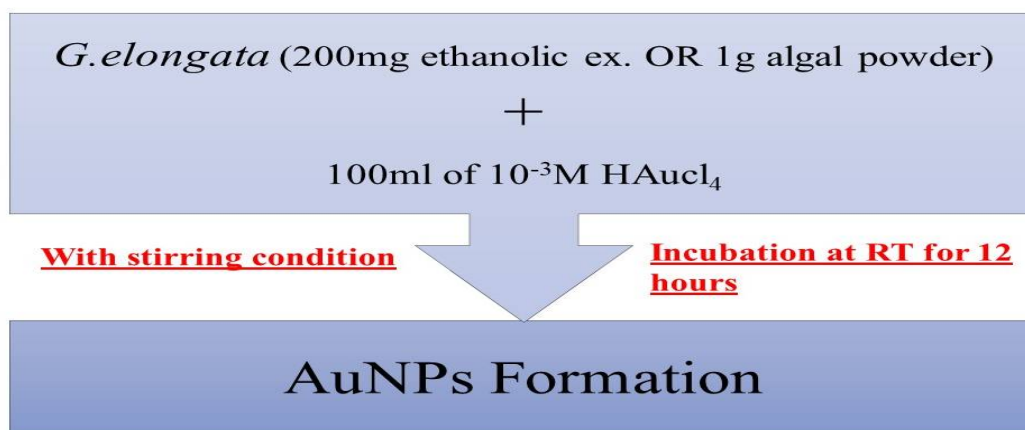 G.elongata (200mg ethanolic ex. OR 1g algal powder)
+
100ml of 10⁻³M HAucl₄
With stirring condition
Incubation at RT for 12
hours
AuNPs Formation